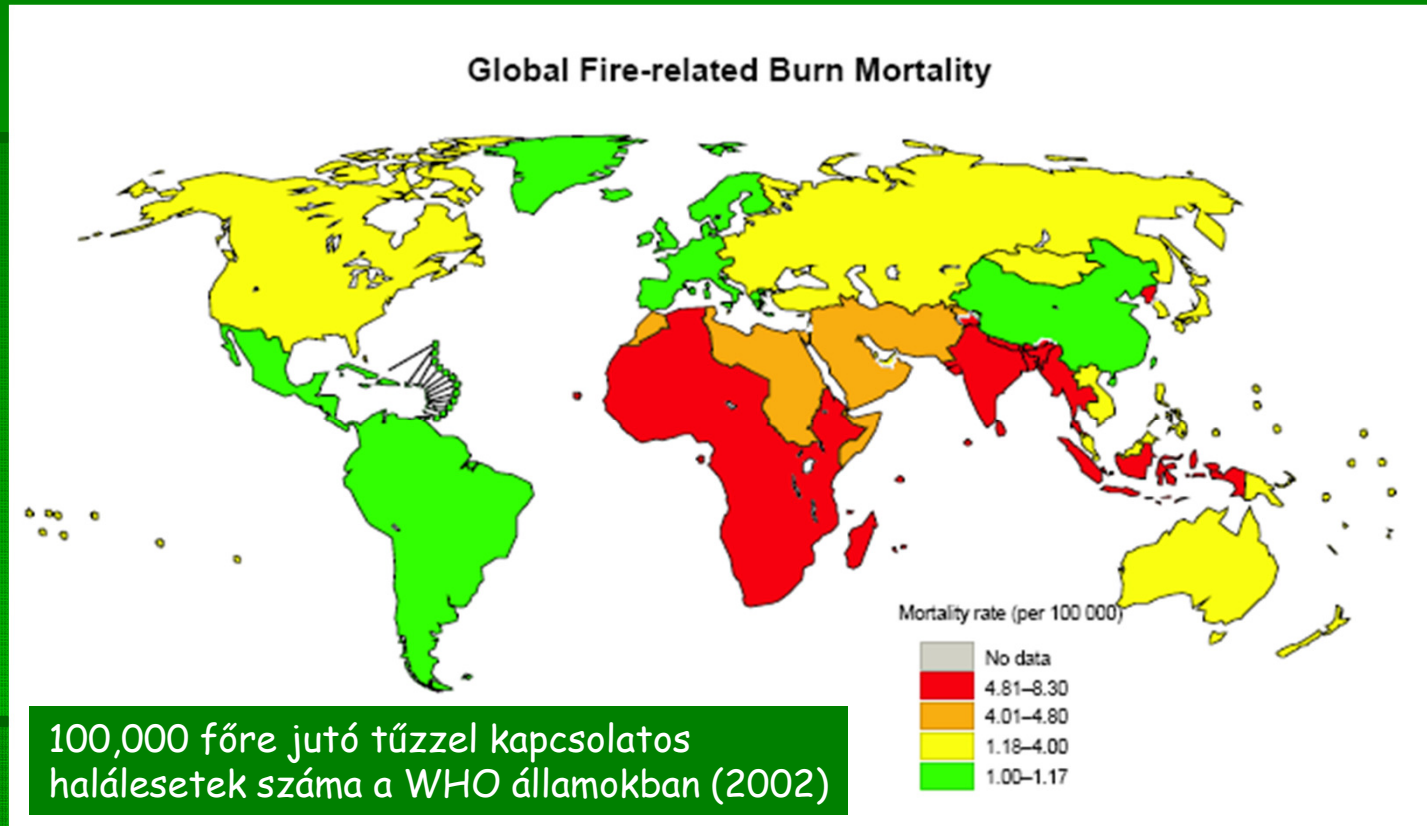 Global Fire-related Burn Mortality
Mortality rate (per 100 000)
No data
4.81–8.30
4.01–4.80
1.18–4.00
1.00–1.17
100,000 főre jutó tűzzel kapcsolatos
halálesetek száma a WHO államokban (2002)